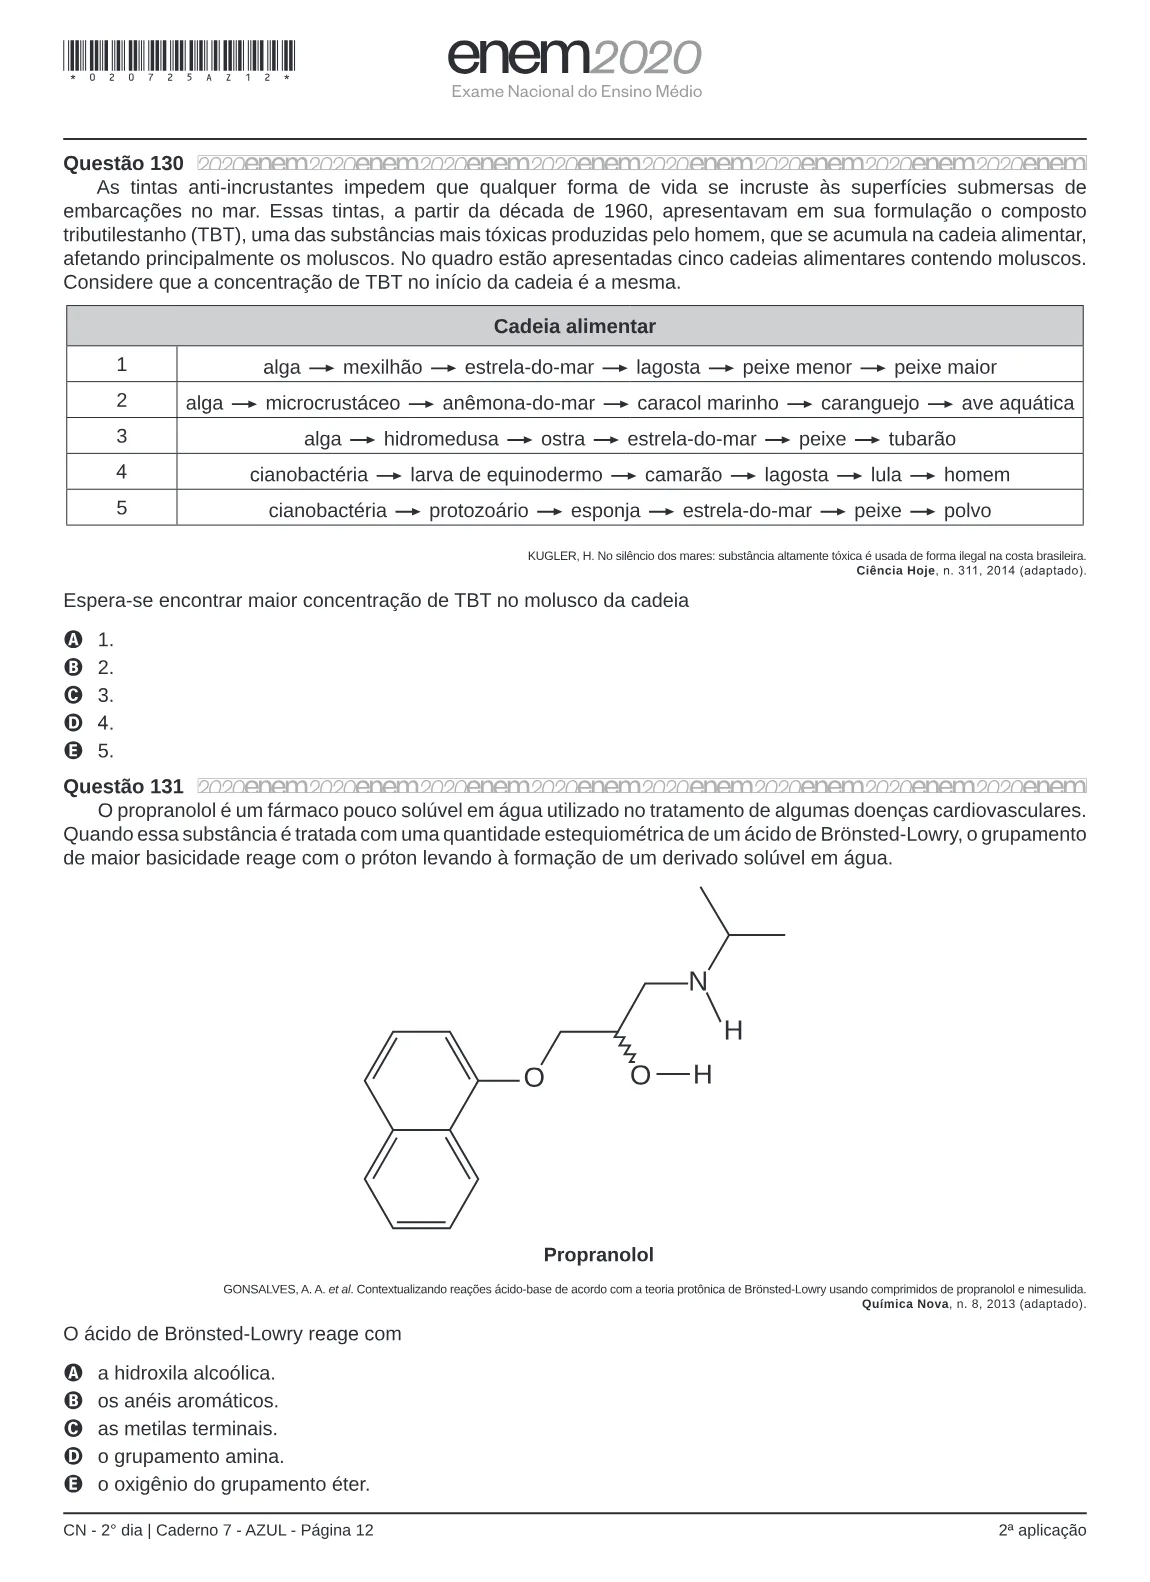 *020725AZ12*
enem2020
Exame Nacional do Ensino Médio
Questão 130 2020enem2020enem2020enem2020enem2020enem2020enem2020enem2020enem
As tintas anti-incrustantes impedem que qualquer forma de vida se incruste às superfícies submersas de
embarcações no mar. Essas tintas, a partir da década de 1960, apresentavam em sua formulação o composto
tributilestanho (TBT), uma das substâncias mais tóxicas produzidas pelo homem, que se acumula na cadeia alimentar,
afetando principalmente os moluscos. No quadro estão apresentadas cinco cadeias alimentares contendo moluscos.
Considere que a concentração de TBT no início da cadeia é a mesma.
Cadeia alimentar
1 alga → mexilhão → estrela-do-mar → lagosta → peixe menor → peixe maior
2 alga → microcrustáceo → anêmona-do-mar → caracol marinho → caranguejo → ave aquática
3 alga → hidromedusa → ostra → estrela-do-mar → peixe → tubarão
4 cianobactéria → larva de equinodermo → camarão → lagosta → lula → homem
5 cianobactéria → protozoário → esponja → estrela-do-mar → peixe → polvo
KUGLER, H. No silêncio dos mares: substância altamente tóxica é usada de forma ilegal na costa brasileira.
Ciência Hoje, n. 311, 2014 (adaptado).
Espera-se encontrar maior concentração de TBT no molusco da cadeia
A 1.
B 2.
C 3.
D 4.
E 5.
Questão 131 2020enem2020enem2020enem2020enem2020enem2020enem2020enem2020enem
O propranolol é um fármaco pouco solúvel em água utilizado no tratamento de algumas doenças cardiovasculares.
Quando essa substância é tratada com uma quantidade estequiométrica de um ácido de Brönsted-Lowry, o grupamento
de maior basicidade reage com o próton levando à formação de um derivado solúvel em água.
N
H
O
O H
Propranolol
GONSALVES, A. A. et al. Contextualizando reações ácido-base de acordo com a teoria protônica de Brönsted-Lowry usando comprimidos de propranolol e nimesulida.
Química Nova, n. 8, 2013 (adaptado).
O ácido de Brönsted-Lowry reage com
A a hidroxila alcoólica.
B os anéis aromáticos.
C as metilas terminais.
D o grupamento amina.
E o oxigênio do grupamento éter.
CN - 2° dia | Caderno 7 - AZUL - Página 12
2ª aplicação